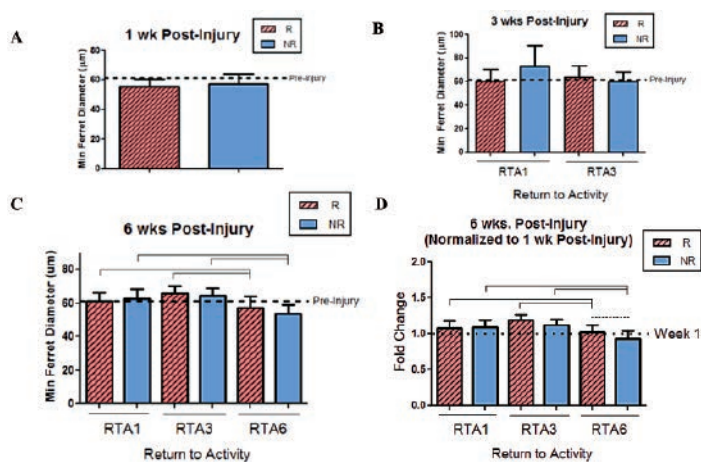 A
1 wk Post-Injury
R
NR
Min Ferret Diameter (µm)
80
60
40
20
0
Pre-Injury
B
3 wks Post-Injury
R
NR
Min Ferret Diameter (µm)
100
80
60
40
20
0
Pre-Injury
RTA1
RTA3
Return to Activity
C
6 wks Post-Injury
R
NR
Min Ferret Diameter (um)
80
60
40
20
0
Pre-Injury
RTA1
RTA3
RTA6
Return to Activity
D
6 wks. Post-Injury
(Normalized to 1 wk Post-Injury)
R
NR
Fold Change
2.0
1.5
1.0
0.5
0.0
Week 1
RTA1
RTA3
RTA6
Return to Activity